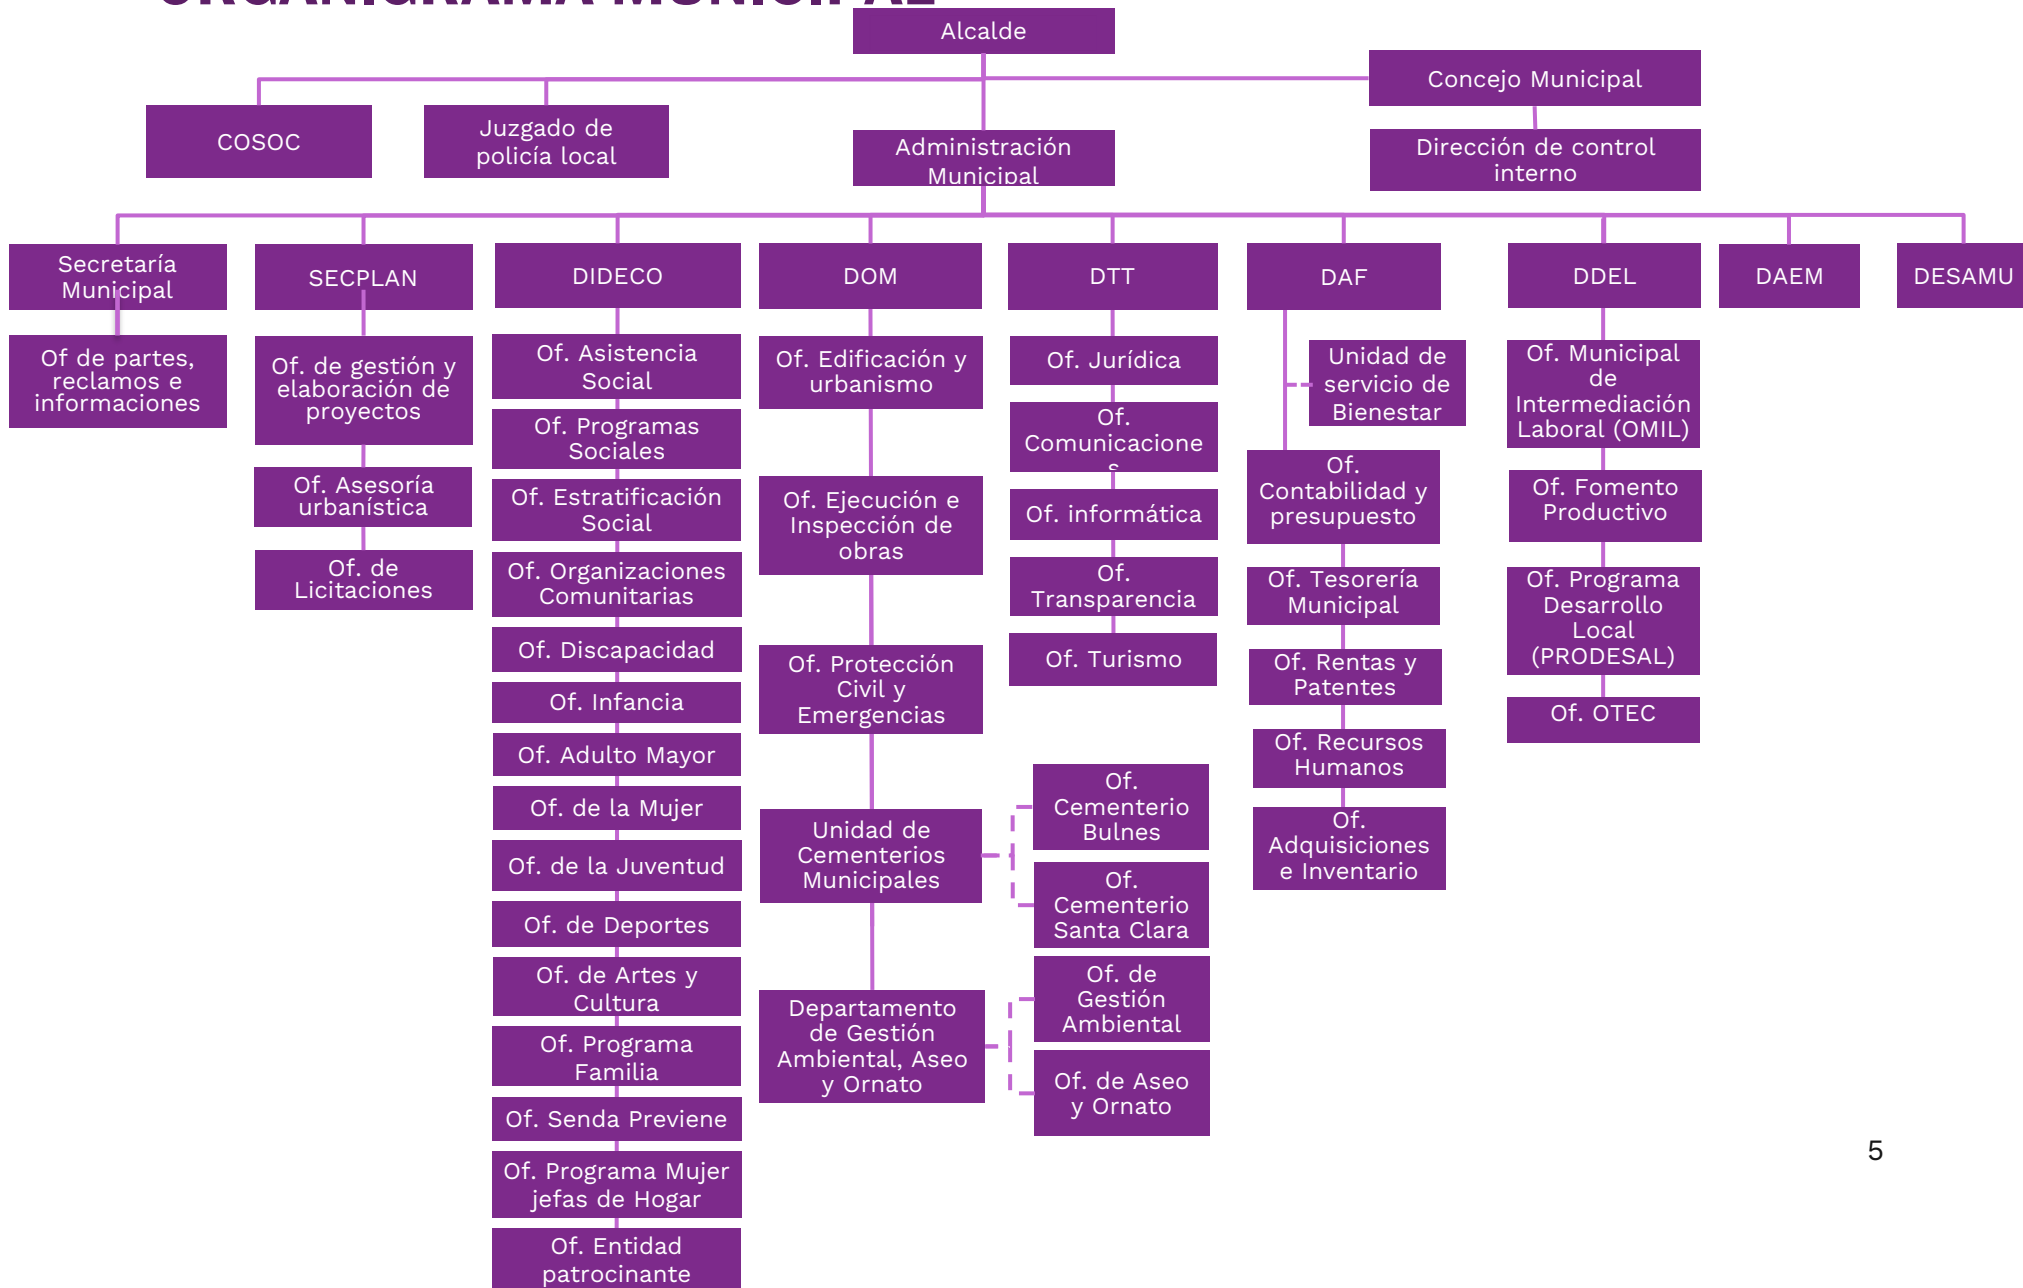 ORGANIGRAMA MUNICIPAL
Alcalde
Concejo Municipal
COSOC
Juzgado de
policía local
Administración
Municipal
Dirección de control
interno
Secretaría
Municipal
SECPLAN
DIDECO
DOM
DTT
DAF
DDEL
DAEM
DESAMU
Of de partes,
reclamos e
informaciones
Of. de gestión y
elaboración de
proyectos
Of. Asesoría
urbanística
Of. de
Licitaciones
Of. Asistencia
Social
Of. Programas
Sociales
Of. Estratificación
Social
Of. Organizaciones
Comunitarias
Of. Discapacidad
Of. Infancia
Of. Adulto Mayor
Of. de la Mujer
Of. de la Juventud
Of. de Deportes
Of. de Artes y
Cultura
Of. Programa
Familia
Of. Senda Previene
Of. Programa Mujer
jefas de Hogar
Of. Entidad
patrocinante
Of. Edificación y
urbanismo
Of. Ejecución e
Inspección de
obras
Of. Protección
Civil y
Emergencias
Unidad de
Cementerios
Municipales
Departamento
de Gestión
Ambiental, Aseo
y Ornato
Of. Jurídica
Of.
Comunicacione
s
Of. informática
Of.
Transparencia
Of. Turismo
Of.
Cementerio
Bulnes
Of.
Cementerio
Santa Clara
Of. de
Gestión
Ambiental
Of. de Aseo
y Ornato
Unidad de
servicio de
Bienestar
Of.
Contabilidad y
presupuesto
Of. Tesorería
Municipal
Of. Rentas y
Patentes
Of. Recursos
Humanos
Of.
Adquisiciones
e Inventario
Of. Municipal
de
Intermediación
Laboral (OMIL)
Of. Fomento
Productivo
Of. Programa
Desarrollo
Local
(PRODESAL)
Of. OTEC
5